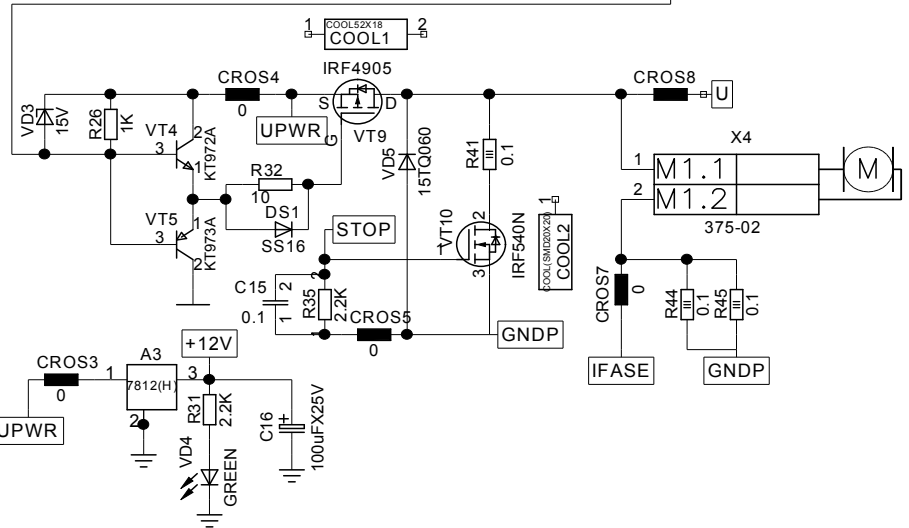 1
COOL52X18
2
COOL1
IRF4905
CROS4
0
S
D
G
UPWR
VT9
CROS8
U
VD3
15V
R26
1K
VT4
2
3
1
KT972A
R32
10
DS1
SS16
VD5
15TQ060
R41
0.1
X4
1
M1.1
2
M1.2
M
375-02
VT5
3
1
2
KT973A
STOP
VT10
1
2
3
IRF540N
1
COOL(SMD20X20)
COOL2
C15
0.1
2
1
2
R35
2.2K
1
CROS5
0
GNDP
CROS7
0
R44
0.1
R45
0.1
IFASE
GNDP
+12V
CROS3
0
A3
1
7812(H)
3
2
UPWR
R31
2.2K
C16
+
100uFX25V
VD4
GREEN